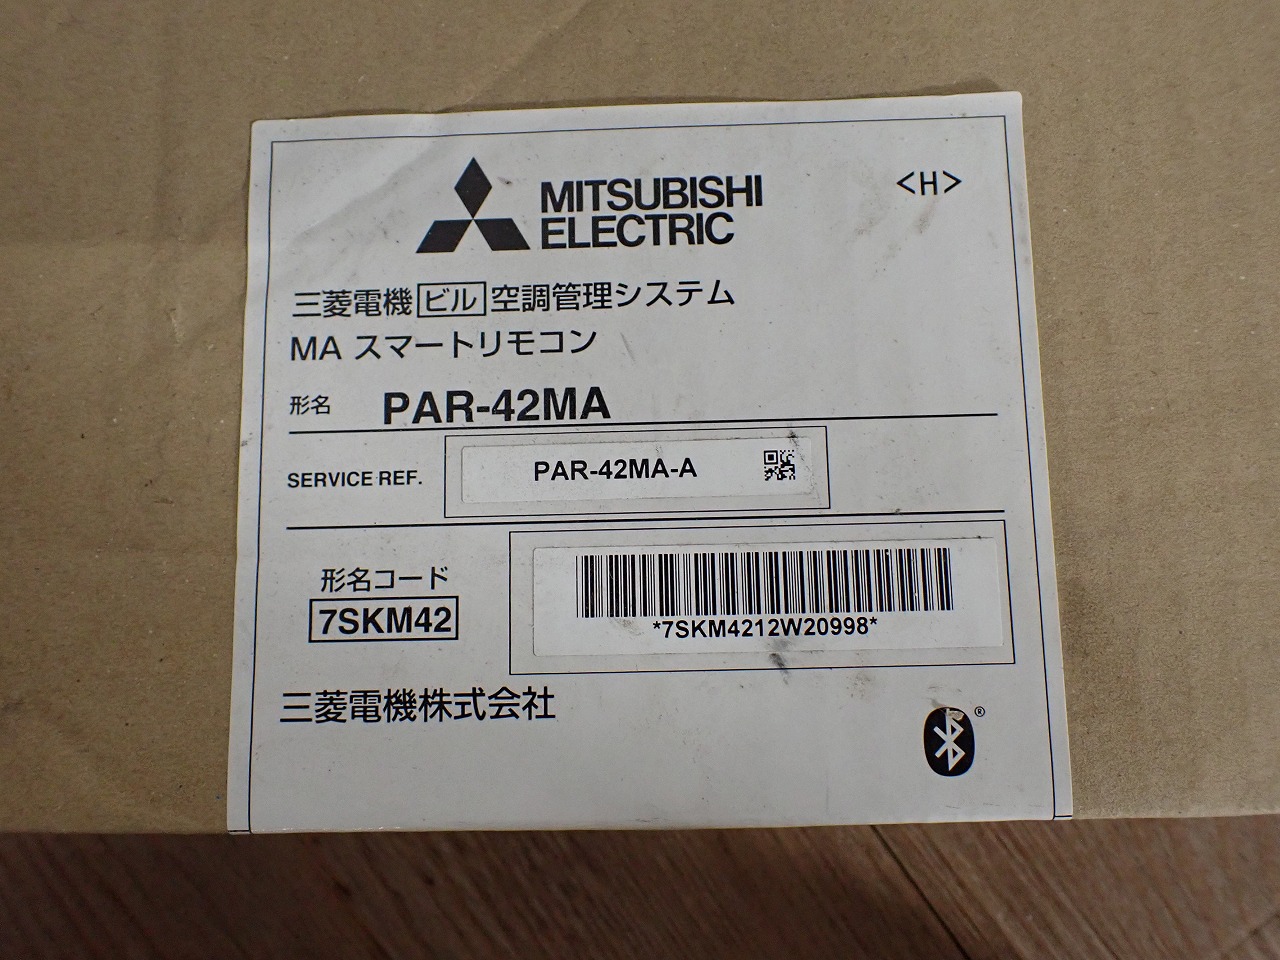 MITSUBISHI
ELECTRIC
<H>
三菱電機 ビル 空調管理システム
MA スマートリモコン
形名 PAR-42MA
SERVICE REF. PAR-42MA-A
形名コード
7SKM42
*7SKM4212W20998*
三菱電機株式会社
®